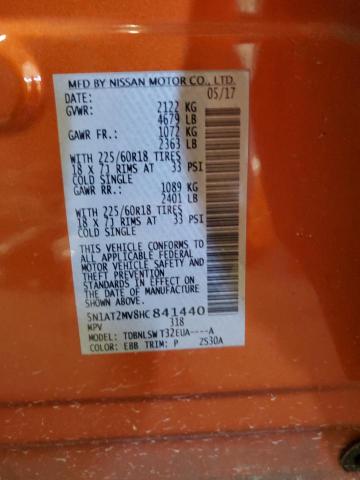 MFD BY NISSAN MOTOR CO., LTD.
DATE: 05/17
GVWR: 2122 KG
4679 LB
GAWR FR.: 1072 KG
2363 LB
WITH 225/60R18 TIRES
18 X 7J RIMS AT 33 PSI
COLD SINGLE
GAWR RR.: 1089 KG
2401 LB
WITH 225/60R18 TIRES
18 X 7J RIMS AT 33 PSI
COLD SINGLE
THIS VEHICLE CONFORMS TO
ALL APPLICABLE FEDERAL
MOTOR VEHICLE SAFETY AND
THEFT PREVENTION
STANDARDS IN EFFECT ON
THE DATE OF MANUFACTURE
SHOWN ABOVE.
5N1AT2MV8HC 841440
MPV 318
MODEL: TDBNLSW T32EUA----A
COLOR: EBB TRIM: P 2S30A